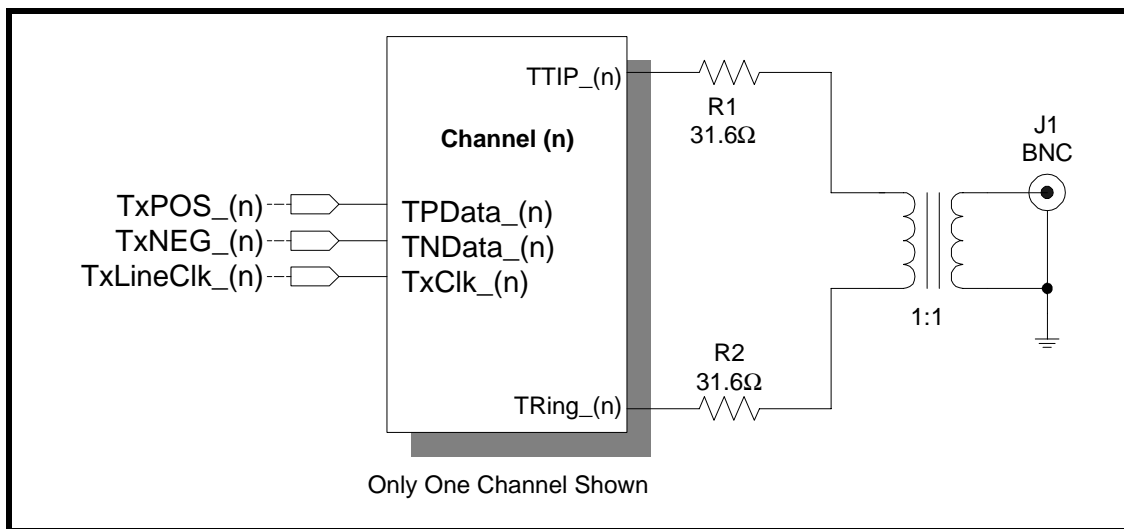 TTIP_(n)
R1
31.6Ω
Channel (n)
J1
BNC
TxPOS_(n)
TPData_(n)
TxNEG_(n)
TNData_(n)
TxLineClk_(n)
TxClk_(n)
1:1
R2
31.6Ω
TRing_(n)
Only One Channel Shown